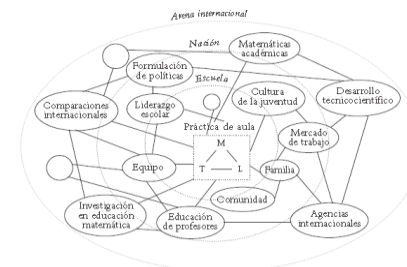 Arena internacional
Nación
Matemáticas
académicas
Formulación
de políticas
Escuela
Cultura
de la juventud
Desarrollo
tecnicocientífico
Comparaciones
internacionales
Liderazgo
escolar
Práctica de aula
M
T
L
Mercado
de trabajo
Equipo
Familia
Comunidad
Investigación
en educación
matemática
Educación
de profesores
Agencias
internacionales